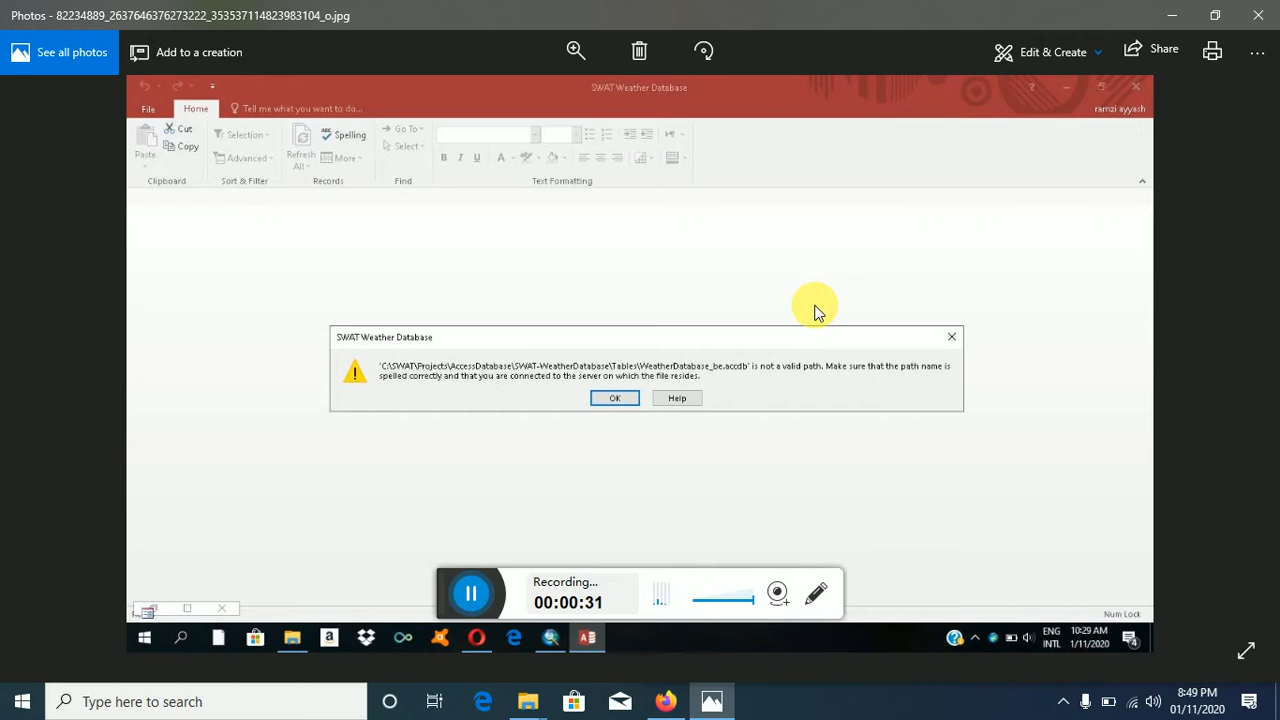 Photos - 82234889_2637646376273222_353537114823983104_o.jpg
See all photos
Add to a creation
Edit & Create
Share
SWAT Weather Database
File
Home
Tell me what you want to do...
ramzi ayyash
Paste
Cut
Copy
Clipboard
Selection
Advanced
Sort & Filter
Refresh
All
Spelling
More
Records
Go To
Select
Find
B I U A
Text Formatting
SWAT Weather Database
'C:\SWAT\Projects\AccessDatabase\SWAT-WeatherDatabase\Tables\WeatherDatabase_be.accdb' is not a valid path. Make sure that the path name is
spelled correctly and that you are connected to the server on which the file resides.
OK
Help
Recording...
00:00:31
Num Lock
ENG
INTL
10:29 AM
1/11/2020
4
Type here to search
8:49 PM
01/11/2020